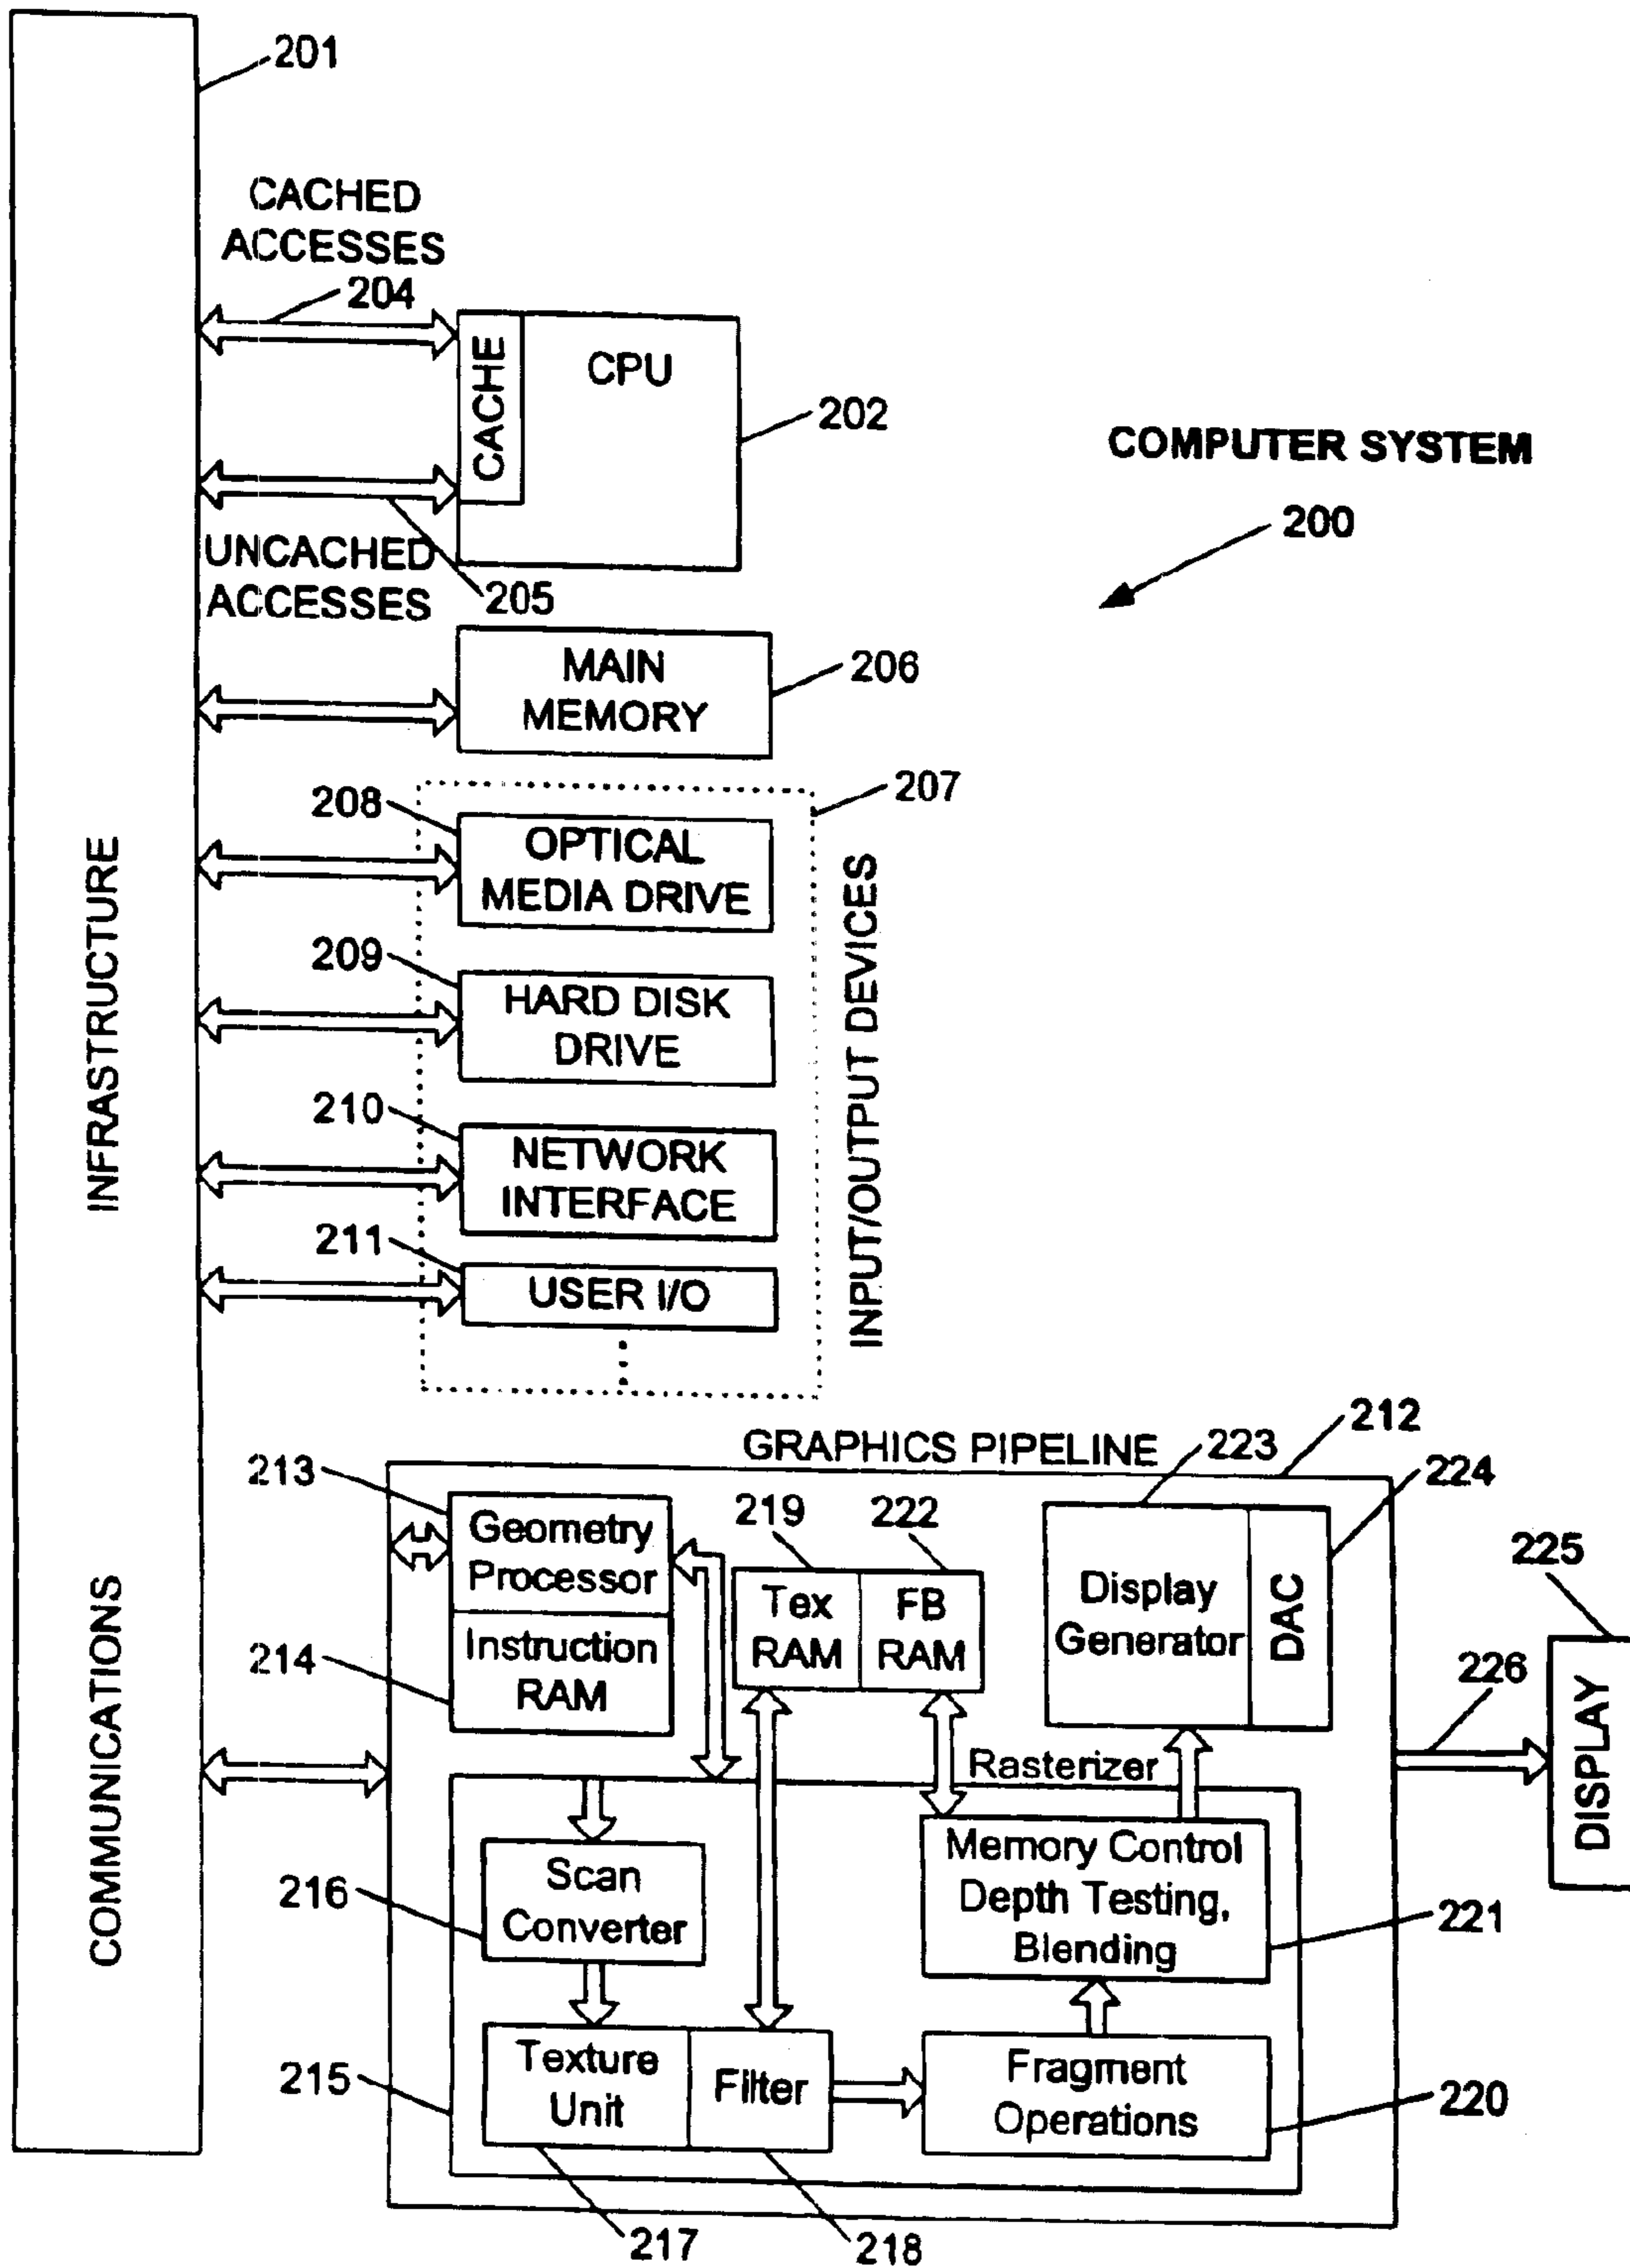 201
CACHED
ACCESSES
204
CACHE
CPU
202
COMPUTER SYSTEM
200
UNCACHED
ACCESSES
205
MAIN
MEMORY
206
207
208
OPTICAL
MEDIA DRIVE
209
HARD DISK
DRIVE
210
NETWORK
INTERFACE
211
USER I/O
INPUT/OUTPUT DEVICES
COMMUNICATIONS INFRASTRUCTURE
GRAPHICS PIPELINE
212
213
Geometry
Processor
214
Instruction
RAM
219
Tex
RAM
222
FB
RAM
223
Display
Generator
224
DAC
225
DISPLAY
226
Rasterizer
216
Scan
Converter
Memory Control
Depth Testing,
Blending
221
215
Texture
Unit
Filter
Fragment
Operations
220
217
218